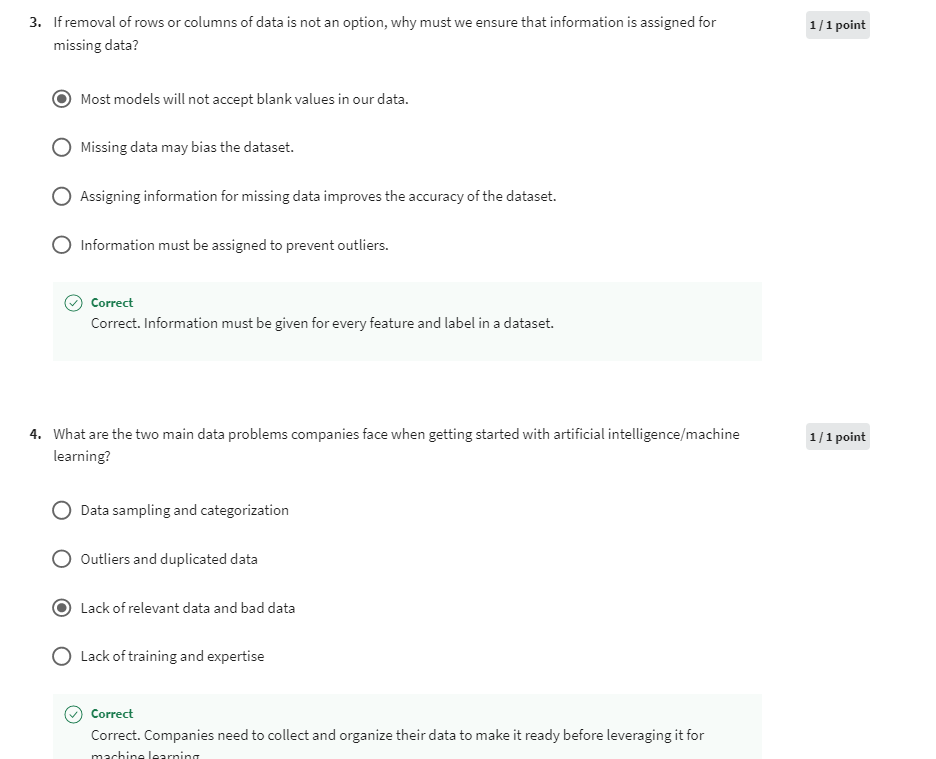 3. If removal of rows or columns of data is not an option, why must we ensure that information is assigned for
1 / 1 point
missing data?
Most models will not accept blank values in our data.
Missing data may bias the dataset.
Assigning information for missing data improves the accuracy of the dataset.
Information must be assigned to prevent outliers.
Correct
Correct. Information must be given for every feature and label in a dataset.
4. What are the two main data problems companies face when getting started with artificial intelligence/machine
1 / 1 point
learning?
Data sampling and categorization
Outliers and duplicated data
Lack of relevant data and bad data
Lack of training and expertise
Correct
Correct. Companies need to collect and organize their data to make it ready before leveraging it for
machine learning